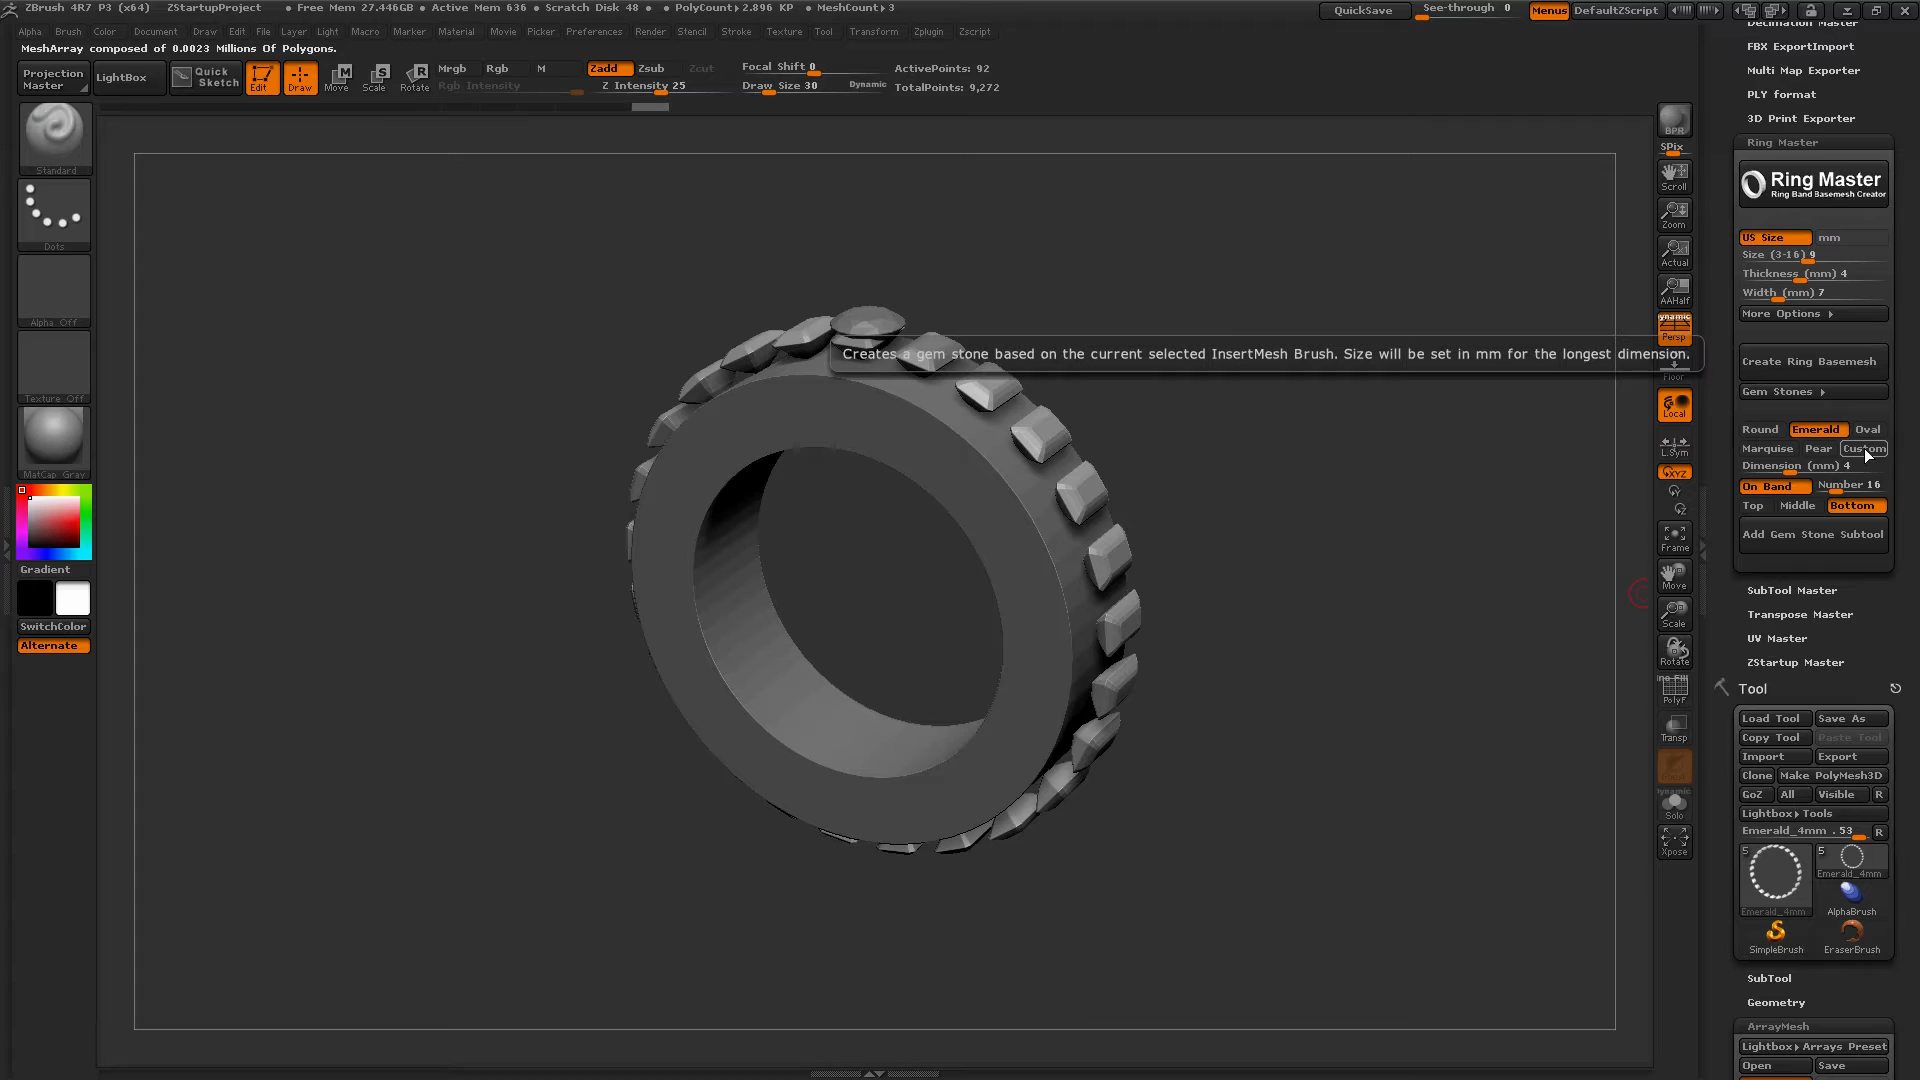 ZBrush 4R7 P3 (x64) ZStartupProject • Free Mem 27.446GB • Active Mem 636 • Scratch Disk 48 • PolyCount▸2.896 KP • MeshCount▸3 QuickSave See-through 0 Menus DefaultZScript
Alpha Brush Color Document Draw Edit File Layer Light Macro Marker Material Movie Picker Preferences Render Stencil Stroke Texture Tool Transform Zplugin Zscript
MeshArray composed of 0.0023 Millions Of Polygons.
Projection Master
LightBox
Quick Sketch
Edit
Draw
Move
Scale
Rotate
Mrgb Rgb M
Rgb Intensity
Zadd Zsub Zcut
Z Intensity 25
Focal Shift 0
Draw Size 30 Dynamic
ActivePoints: 92
TotalPoints: 9,272
Standard
Dots
Alpha Off
Texture Off
MatCap Gray
Gradient
SwitchColor
Alternate
Creates a gem stone based on the current selected InsertMesh Brush. Size will be set in mm for the longest dimension.
BPR
SPix
Scroll
Zoom
Actual
AAHalf
Persp
Floor
Local
L.Sym
XYZ
Frame
Move
Scale
Rotate
PolyF
Transp
Dynamic
Solo
Xpose
FBX ExportImport
Multi Map Exporter
PLY format
3D Print Exporter
Ring Master
Ring Master
Ring Band Basemesh Creator
US Size mm
Size (3-16) 9
Thickness (mm) 4
Width (mm) 7
More Options ▸
Create Ring Basemesh
Gem Stones ▸
Round Emerald Oval
Marquise Pear Custom
Dimension (mm) 4
On Band Number 16
Top Middle Bottom
Add Gem Stone Subtool
SubTool Master
Transpose Master
UV Master
ZStartup Master
Tool
Load Tool Save As
Copy Tool Paste Tool
Import Export
Clone Make PolyMesh3D
GoZ All Visible R
Lightbox▸Tools
Emerald_4mm . 53 R
5 5
Emerald_4mm
Emerald_4mm
AlphaBrush
SimpleBrush EraserBrush
SubTool
Geometry
ArrayMesh
Lightbox▸Arrays Preset
Open Save